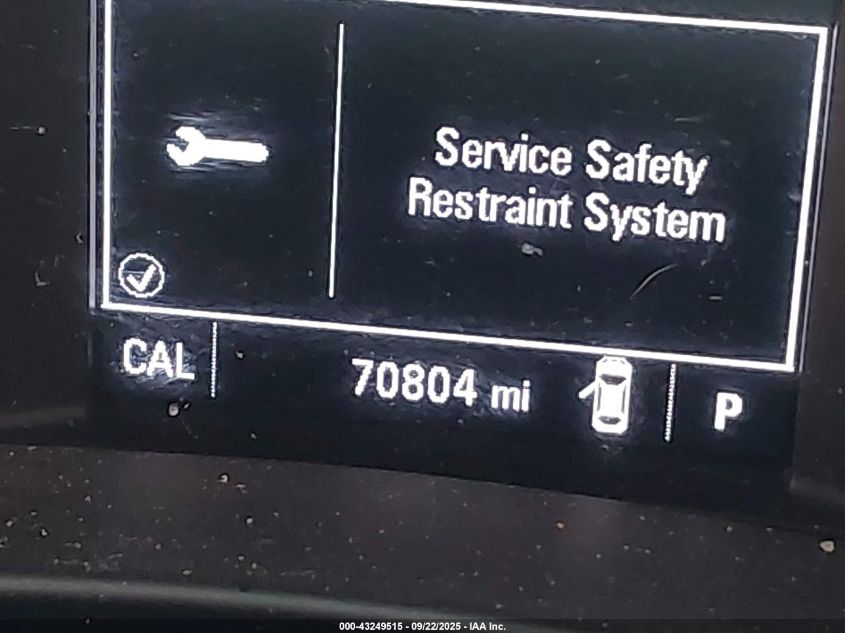 Service Safety
Restraint System
CAL 70804 mi P
000-43249515 - 09/22/2025 - IAA Inc.